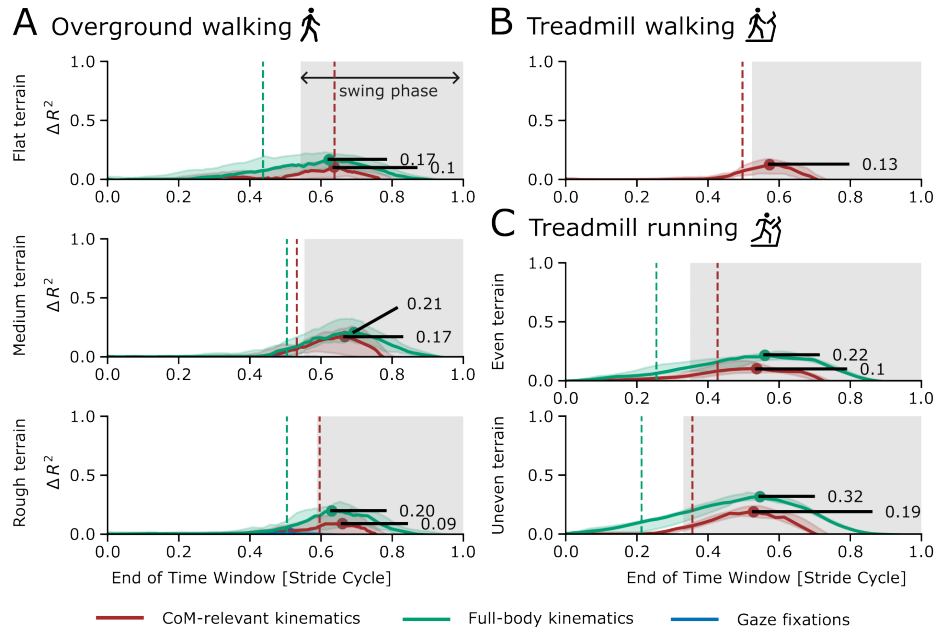 A Overground walking
Flat terrain
Δ R²
1.0
0.5
0.0
swing phase
0.17
0.1
0.0 0.2 0.4 0.6 0.8 1.0
Medium terrain
Δ R²
1.0
0.5
0.0
0.21
0.17
0.0 0.2 0.4 0.6 0.8 1.0
Rough terrain
Δ R²
1.0
0.5
0.0
0.20
0.09
0.0 0.2 0.4 0.6 0.8 1.0
End of Time Window [Stride Cycle]
B Treadmill walking
1.0
0.5
0.0
0.13
0.0 0.2 0.4 0.6 0.8 1.0
C Treadmill running
Even terrain
1.0
0.5
0.0
0.22
0.1
0.0 0.2 0.4 0.6 0.8 1.0
Uneven terrain
1.0
0.5
0.0
0.32
0.19
0.0 0.2 0.4 0.6 0.8 1.0
End of Time Window [Stride Cycle]
CoM-relevant kinematics Full-body kinematics Gaze fixations